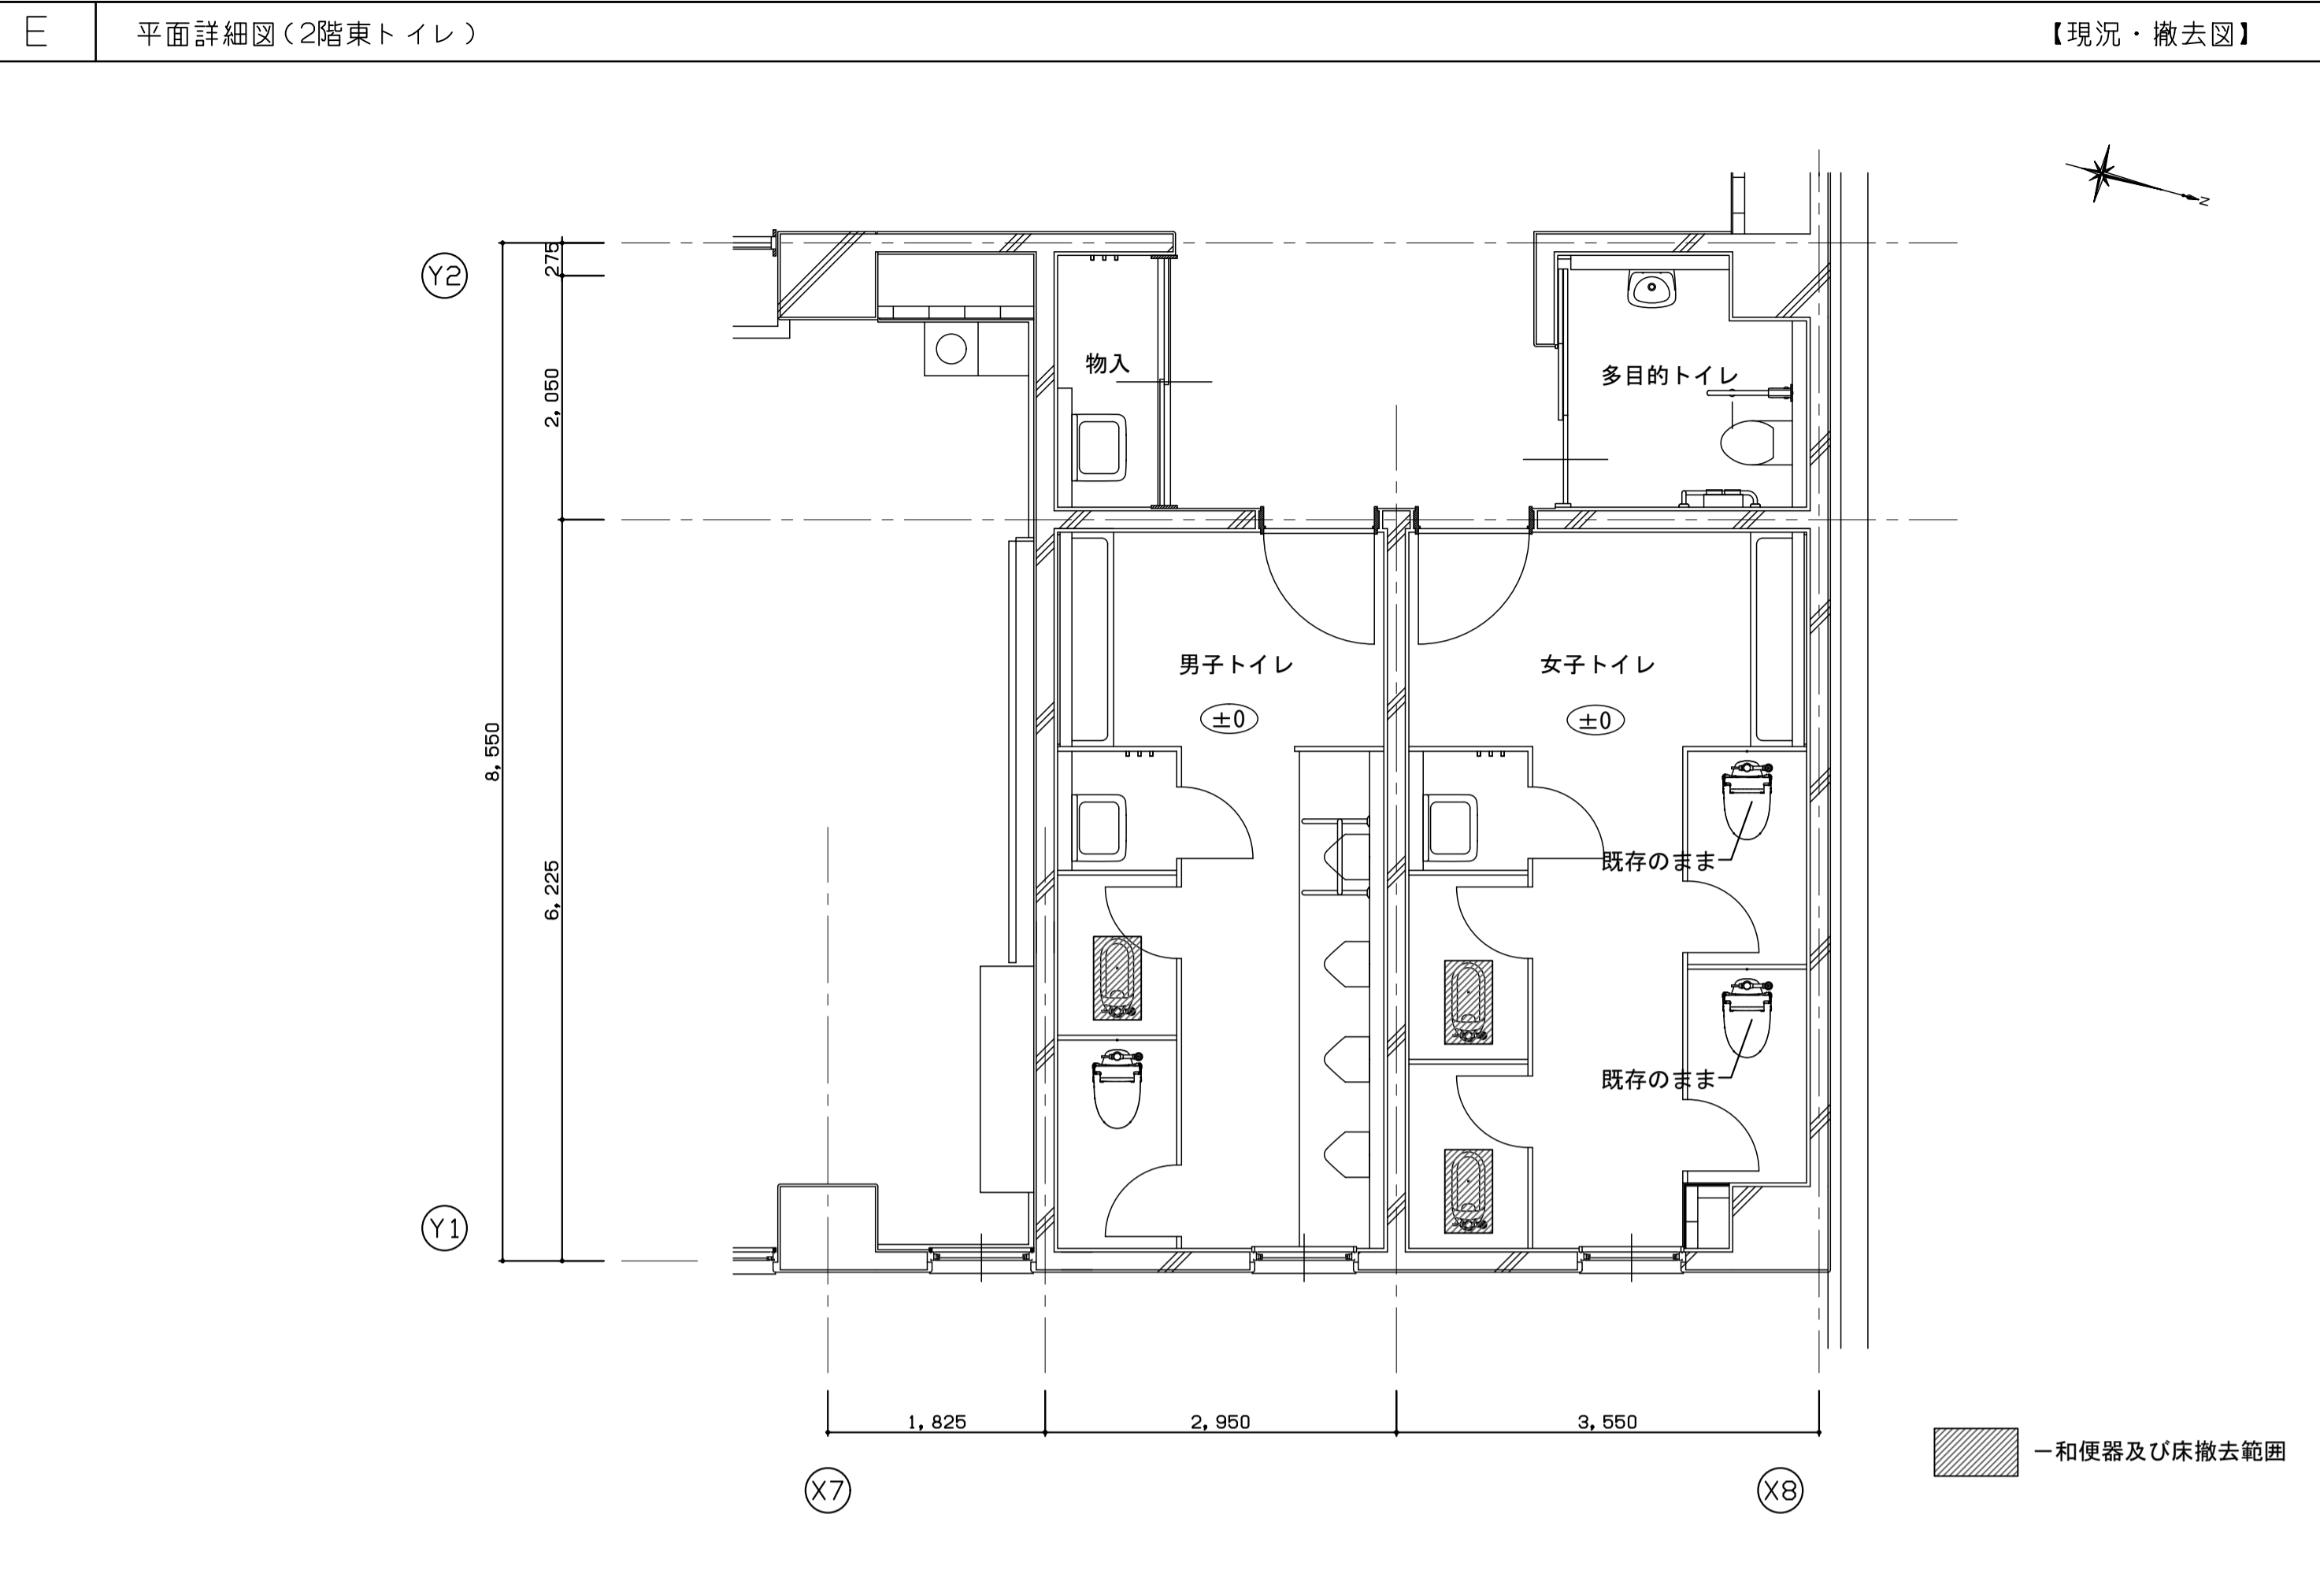 E
平面詳細図(2階東トイレ)
【現況・撤去図】
N
Y2
275
2,050
8,550
6,225
Y1
物入
多目的トイレ
男子トイレ
±0
女子トイレ
±0
既存のまま
既存のまま
1,825
2,950
3,550
X7
X8
ー和便器及び床撤去範囲